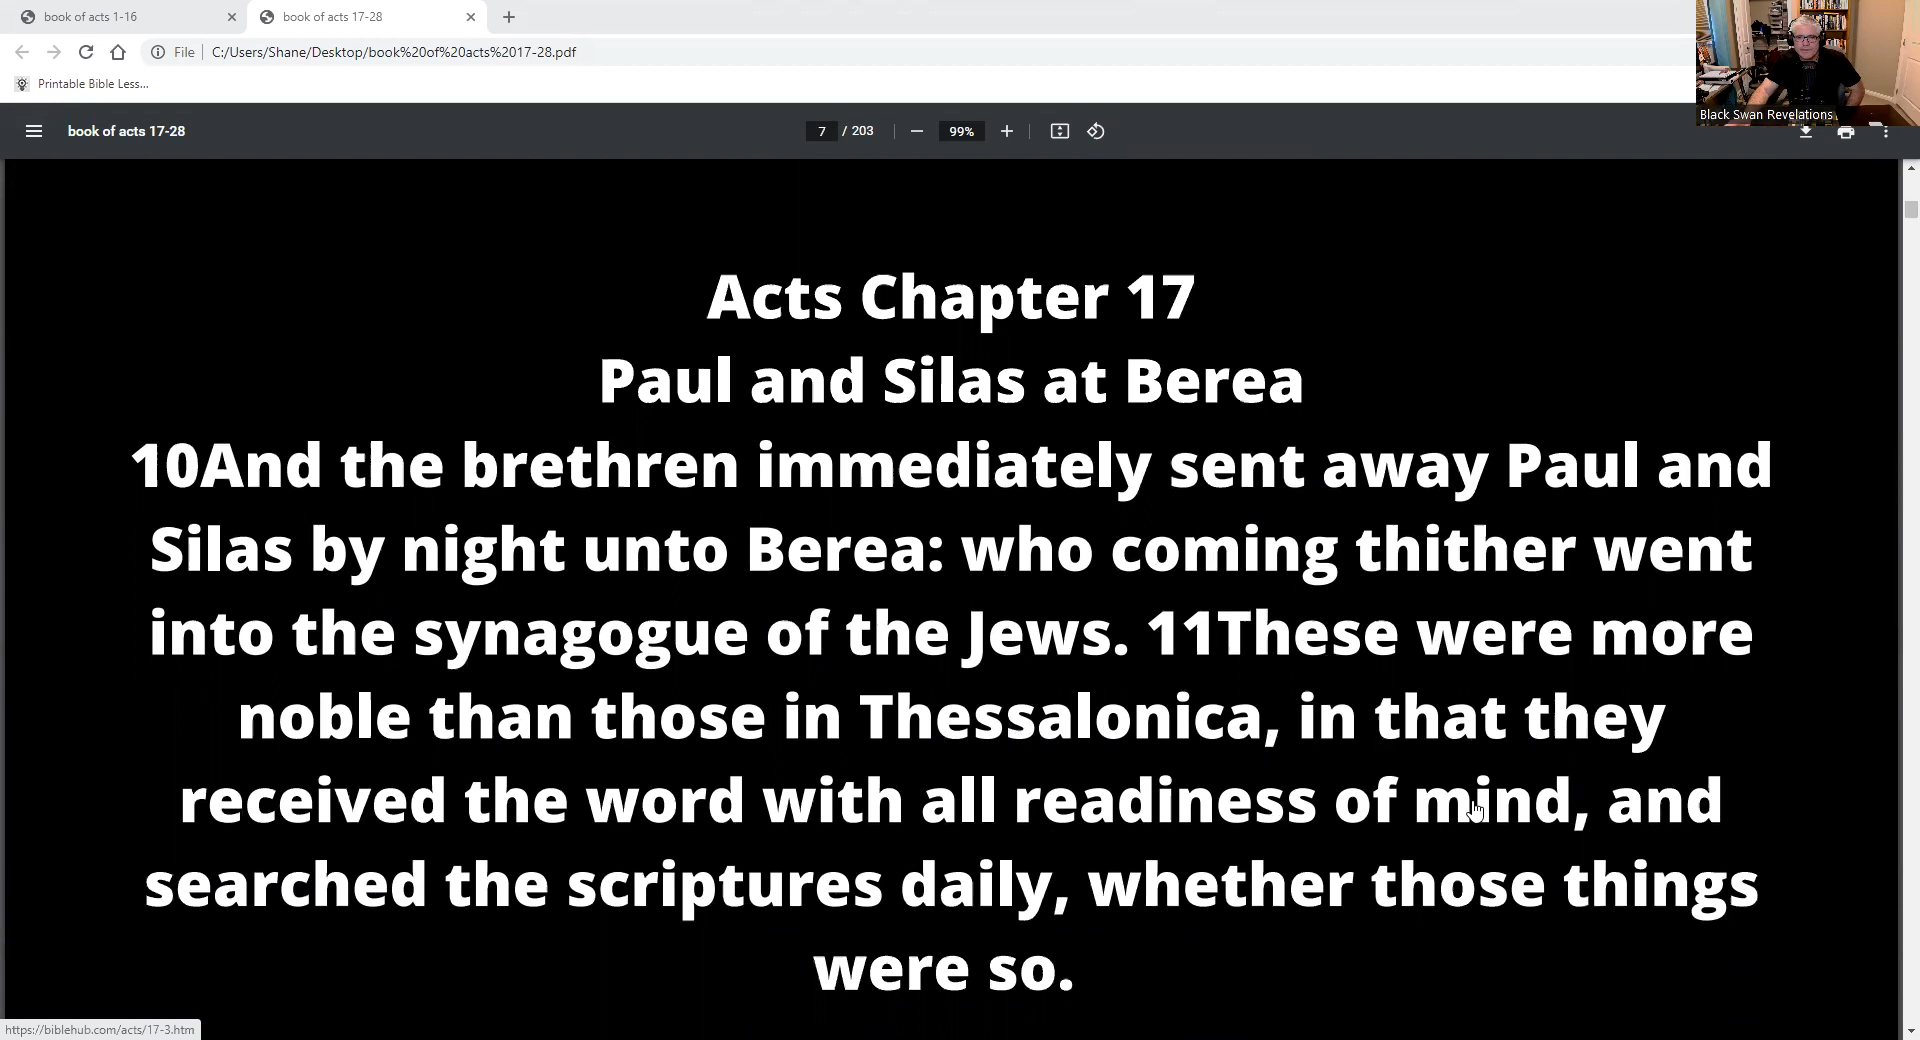 book of acts 1-16
book of acts 17-28
File
C:/Users/Shane/Desktop/book%20of%20acts%2017-28.pdf
Printable Bible Less...
Black Swan Revelations
book of acts 17-28
7 / 203
99%
Acts Chapter 17
Paul and Silas at Berea
10And the brethren immediately sent away Paul and
Silas by night unto Berea: who coming thither went
into the synagogue of the Jews. 11These were more
noble than those in Thessalonica, in that they
received the word with all readiness of mind, and
searched the scriptures daily, whether those things
were so.
https://biblehub.com/acts/17-3.htm